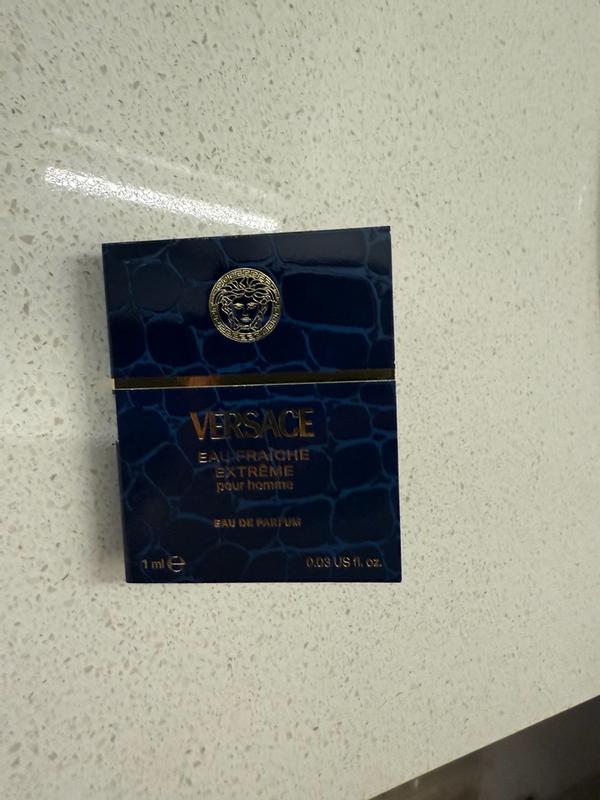 VERSACE
EAU FRAÎCHE
EXTRÊME
pour homme
EAU DE PARFUM
1 ml ℮ 0.03 US fl. oz.